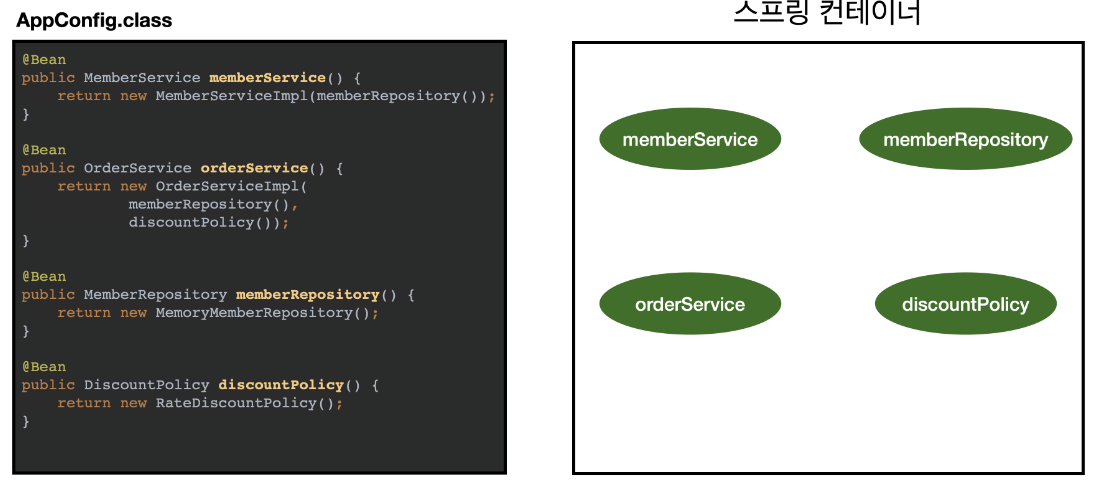 AppConfig.class
@Bean
public MemberService memberService() {
    return new MemberServiceImpl(memberRepository());
}
@Bean
public OrderService orderService() {
    return new OrderServiceImpl(
            memberRepository(),
            discountPolicy());
}
@Bean
public MemberRepository memberRepository() {
    return new MemoryMemberRepository();
}
@Bean
public DiscountPolicy discountPolicy() {
    return new RateDiscountPolicy();
}
스프링 컨테이너
memberService
memberRepository
orderService
discountPolicy